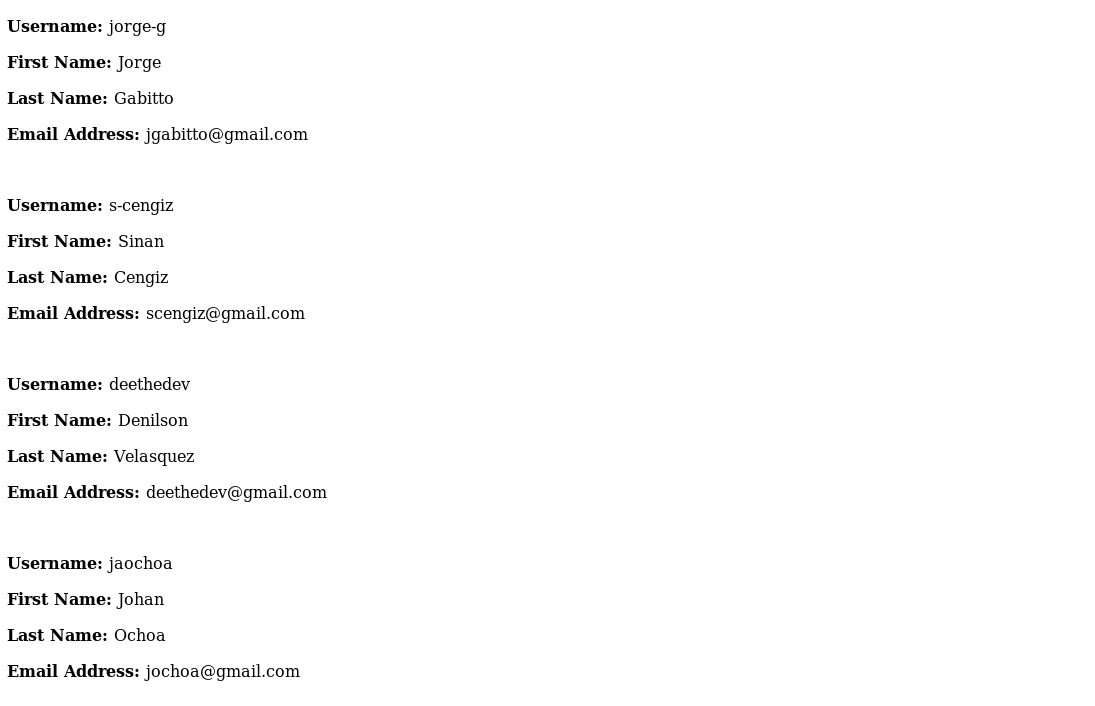 Username: jorge-g
First Name: Jorge
Last Name: Gabitto
Email Address: jgabitto@gmail.com
Username: s-cengiz
First Name: Sinan
Last Name: Cengiz
Email Address: scengiz@gmail.com
Username: deethedev
First Name: Denilson
Last Name: Velasquez
Email Address: deethedev@gmail.com
Username: jaochoa
First Name: Johan
Last Name: Ochoa
Email Address: jochoa@gmail.com